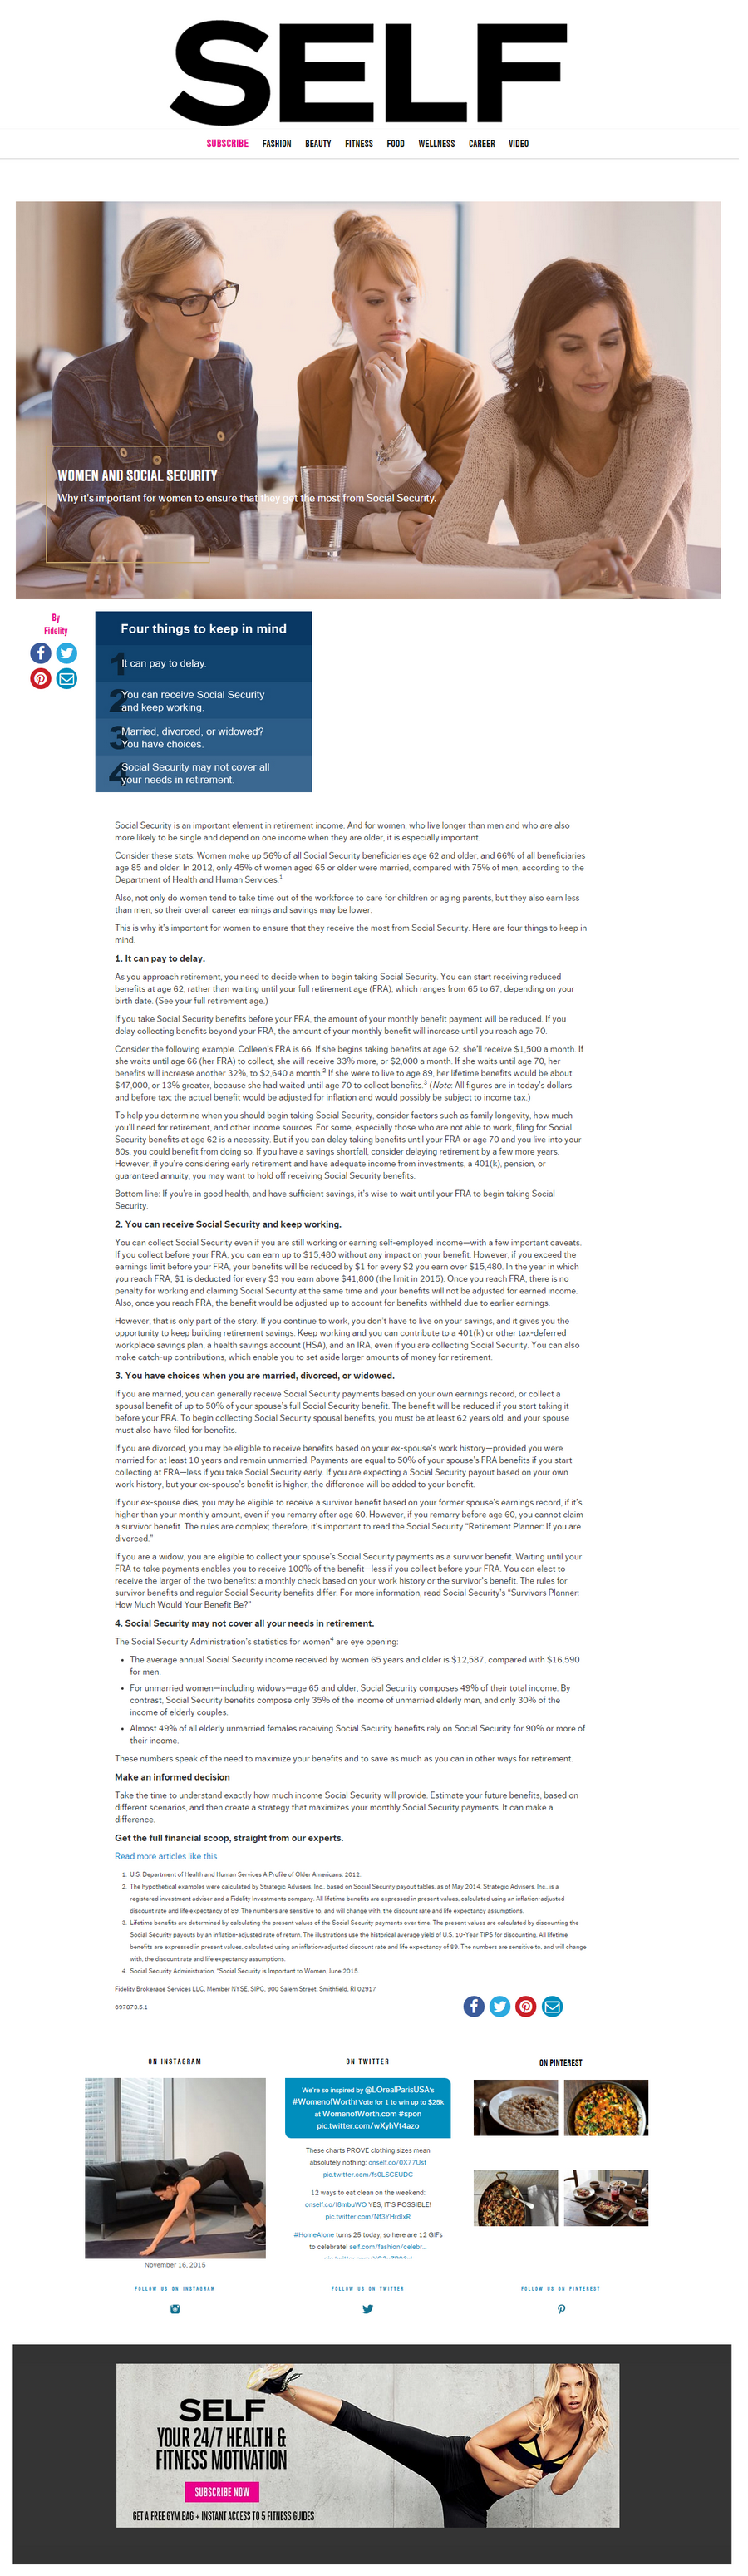 SELF
SUBSCRIBE FASHION BEAUTY FITNESS FOOD WELLNESS CAREER VIDEO
WOMEN AND SOCIAL SECURITY
Why it's important for women to ensure that they get the most from Social Security.
By
Fidelity
Four things to keep in mind
1 It can pay to delay.
2 You can receive Social Security
and keep working.
3 Married, divorced, or widowed?
You have choices.
4 Social Security may not cover all
your needs in retirement.
Social Security is an important element in retirement income. And for women, who live longer than men and who are also
more likely to be single and depend on one income when they are older, it is especially important.
Consider these stats: Women make up 56% of all Social Security beneficiaries age 62 and older, and 66% of all beneficiaries
age 85 and older. In 2012, only 45% of women aged 65 or older were married, compared with 75% of men, according to the
Department of Health and Human Services.1
Also, not only do women tend to take time out of the workforce to care for children or aging parents, but they also earn less
than men, so their overall career earnings and savings may be lower.
This is why it's important for women to ensure that they receive the most from Social Security. Here are four things to keep in
mind.
1. It can pay to delay.
As you approach retirement, you need to decide when to begin taking Social Security. You can start receiving reduced
benefits at age 62, rather than waiting until your full retirement age (FRA), which ranges from 65 to 67, depending on your
birth date. (See your full retirement age.)
If you take Social Security benefits before your FRA, the amount of your monthly benefit payment will be reduced. If you
delay collecting benefits beyond your FRA, the amount of your monthly benefit will increase until you reach age 70.
Consider the following example. Colleen's FRA is 66. If she begins taking benefits at age 62, she'll receive $1,500 a month. If
she waits until age 66 (her FRA) to collect, she will receive 33% more, or $2,000 a month. If she waits until age 70, her
benefits will increase another 32%, to $2,640 a month.2 If she were to live to age 89, her lifetime benefits would be about
$47,000, or 13% greater, because she had waited until age 70 to collect benefits.3 (Note: All figures are in today's dollars
and before tax; the actual benefit would be adjusted for inflation and would possibly be subject to income tax.)
To help you determine when you should begin taking Social Security, consider factors such as family longevity, how much
you'll need for retirement, and other income sources. For some, especially those who are not able to work, filing for Social
Security benefits at age 62 is a necessity. But if you can delay taking benefits until your FRA or age 70 and you live into your
80s, you could benefit from doing so. If you have a savings shortfall, consider delaying retirement by a few more years.
However, if you're considering early retirement and have adequate income from investments, a 401(k), pension, or
guaranteed annuity, you may want to hold off receiving Social Security benefits.
Bottom line: If you're in good health, and have sufficient savings, it's wise to wait until your FRA to begin taking Social
Security.
2. You can receive Social Security and keep working.
You can collect Social Security even if you are still working or earning self-employed income—with a few important caveats.
If you collect before your FRA, you can earn up to $15,480 without any impact on your benefit. However, if you exceed the
earnings limit before your FRA, your benefits will be reduced by $1 for every $2 you earn over $15,480. In the year in which
you reach FRA, $1 is deducted for every $3 you earn above $41,800 (the limit in 2015). Once you reach FRA, there is no
penalty for working and claiming Social Security at the same time and your benefits will not be adjusted for earned income.
Also, once you reach FRA, the benefit would be adjusted up to account for benefits withheld due to earlier earnings.
However, that is only part of the story. If you continue to work, you don't have to live on your savings, and it gives you the
opportunity to keep building retirement savings. Keep working and you can contribute to a 401(k) or other tax-deferred
workplace savings plan, a health savings account (HSA), and an IRA, even if you are collecting Social Security. You can also
make catch-up contributions, which enable you to set aside larger amounts of money for retirement.
3. You have choices when you are married, divorced, or widowed.
If you are married, you can generally receive Social Security payments based on your own earnings record, or collect a
spousal benefit of up to 50% of your spouse's full Social Security benefit. The benefit will be reduced if you start taking it
before your FRA. To begin collecting Social Security spousal benefits, you must be at least 62 years old, and your spouse
must also have filed for benefits.
If you are divorced, you may be eligible to receive benefits based on your ex-spouse's work history—provided you were
married for at least 10 years and remain unmarried. Payments are equal to 50% of your spouse's FRA benefits if you start
collecting at FRA—less if you take Social Security early. If you are expecting a Social Security payout based on your own
work history, but your ex-spouse's benefit is higher, the difference will be added to your benefit.
If your ex-spouse dies, you may be eligible to receive a survivor benefit based on your former spouse's earnings record, if it's
higher than your monthly amount, even if you remarry after age 60. However, if you remarry before age 60, you cannot claim
a survivor benefit. The rules are complex; therefore, it's important to read the Social Security "Retirement Planner: If you are
divorced."
If you are a widow, you are eligible to collect your spouse's Social Security payments as a survivor benefit. Waiting until your
FRA to take payments enables you to receive 100% of the benefit—less if you collect before your FRA. You can elect to
receive the larger of the two benefits: a monthly check based on your work history or the survivor's benefit. The rules for
survivor benefits and regular Social Security benefits differ. For more information, read Social Security's "Survivors Planner:
How Much Would Your Benefit Be?"
4. Social Security may not cover all your needs in retirement.
The Social Security Administration's statistics for women4 are eye opening:
• The average annual Social Security income received by women 65 years and older is $12,587, compared with $16,590
for men.
• For unmarried women—including widows—age 65 and older, Social Security composes 49% of their total income. By
contrast, Social Security benefits compose only 35% of the income of unmarried elderly men, and only 30% of the
income of elderly couples.
• Almost 49% of all elderly unmarried females receiving Social Security benefits rely on Social Security for 90% or more of
their income.
These numbers speak of the need to maximize your benefits and to save as much as you can in other ways for retirement.
Make an informed decision
Take the time to understand exactly how much income Social Security will provide. Estimate your future benefits, based on
different scenarios, and then create a strategy that maximizes your monthly Social Security payments. It can make a
difference.
Get the full financial scoop, straight from our experts.
Read more articles like this
1. U.S. Department of Health and Human Services A Profile of Older Americans: 2012.
2. The hypothetical examples were calculated by Strategic Advisers, Inc., based on Social Security payout tables, as of May 2014. Strategic Advisers, Inc., is a
registered investment adviser and a Fidelity Investments company. All lifetime benefits are expressed in present values, calculated using an inflation-adjusted
discount rate and life expectancy of 89. The numbers are sensitive to, and will change with, the discount rate and life expectancy assumptions.
3. Lifetime benefits are determined by calculating the present values of the Social Security payments over time. The present values are calculated by discounting the
Social Security payouts by an inflation-adjusted rate of return. The illustrations use the historical average yield of U.S. 10-Year TIPS for discounting. All lifetime
benefits are expressed in present values, calculated using an inflation-adjusted discount rate and life expectancy of 89. The numbers are sensitive to, and will change
with, the discount rate and life expectancy assumptions.
4. Social Security Administration, "Social Security is Important to Women, June 2015.
Fidelity Brokerage Services LLC, Member NYSE, SIPC, 900 Salem Street, Smithfield, RI 02917
697873.5.1
ON INSTAGRAM
ON TWITTER
ON PINTEREST
We're so inspired by @LOrealParisUSA's
#WomenofWorth! Vote for 1 to win up to $25k
at WomenofWorth.com #spon
pic.twitter.com/wXyhVt4azo
These charts PROVE clothing sizes mean
absolutely nothing: onself.co/0X77Ust
pic.twitter.com/fs0LSCEUDC
12 ways to eat clean on the weekend:
onself.co/I8mbuWO YES, IT'S POSSIBLE!
pic.twitter.com/Nf3YHrdIxR
#HomeAlone turns 25 today, so here are 12 GIFs
to celebrate! self.com/fashion/celebr...
November 16, 2015
FOLLOW US ON INSTAGRAM
FOLLOW US ON TWITTER
FOLLOW US ON PINTEREST
SELF
YOUR 24/7 HEALTH &
FITNESS MOTIVATION
SUBSCRIBE NOW
GET A FREE GYM BAG + INSTANT ACCESS TO 5 FITNESS GUIDES